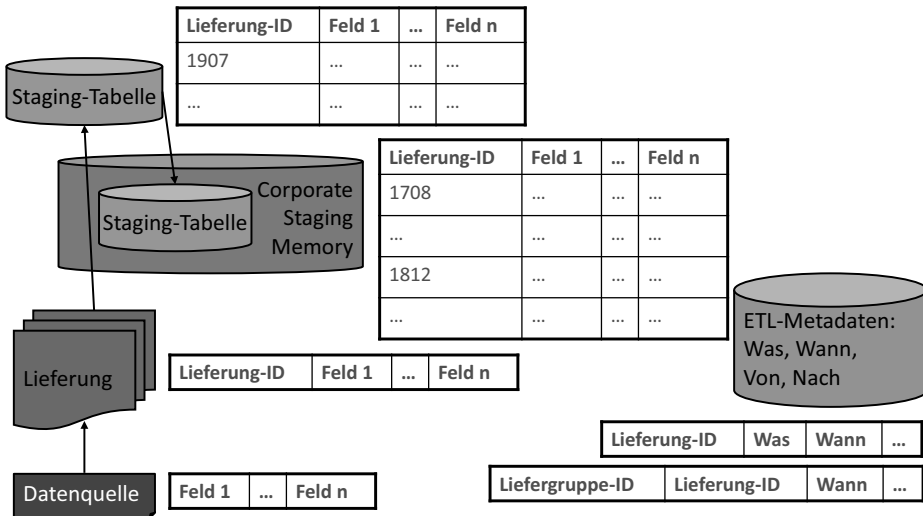 Lieferung-ID Feld 1 ... Feld n
1907 ... ... ...
... ... ... ...
Staging-Tabelle
Lieferung-ID Feld 1 ... Feld n
1708 ... ... ...
... ... ... ...
1812 ... ... ...
... ... ... ...
Corporate
Staging
Memory
Staging-Tabelle
ETL-Metadaten:
Was, Wann,
Von, Nach
Lieferung
Lieferung-ID Feld 1 ... Feld n
Lieferung-ID Was Wann ...
Liefergruppe-ID Lieferung-ID Wann ...
Datenquelle
Feld 1 ... Feld n